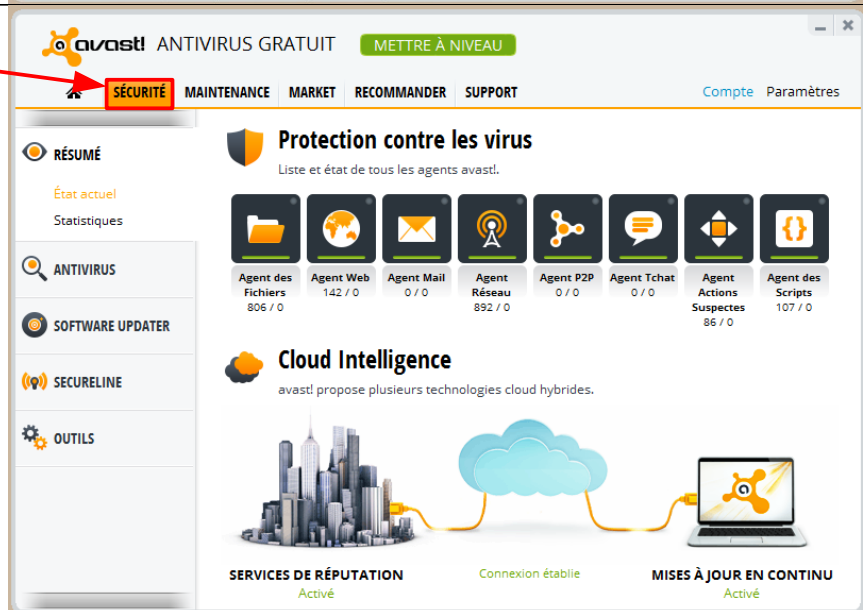 avast! ANTIVIRUS GRATUIT METTRE À NIVEAU
SÉCURITÉ MAINTENANCE MARKET RECOMMANDER SUPPORT Compte Paramètres
RÉSUMÉ
État actuel
Statistiques
ANTIVIRUS
SOFTWARE UPDATER
SECURELINE
OUTILS
Protection contre les virus
Liste et état de tous les agents avast!.
Agent des Fichiers
806 / 0
Agent Web
142 / 0
Agent Mail
0 / 0
Agent Réseau
892 / 0
Agent P2P
0 / 0
Agent Tchat
0 / 0
Agent Actions Suspectes
86 / 0
Agent des Scripts
107 / 0
Cloud Intelligence
avast! propose plusieurs technologies cloud hybrides.
SERVICES DE RÉPUTATION
Activé
Connexion établie
MISES À JOUR EN CONTINU
Activé